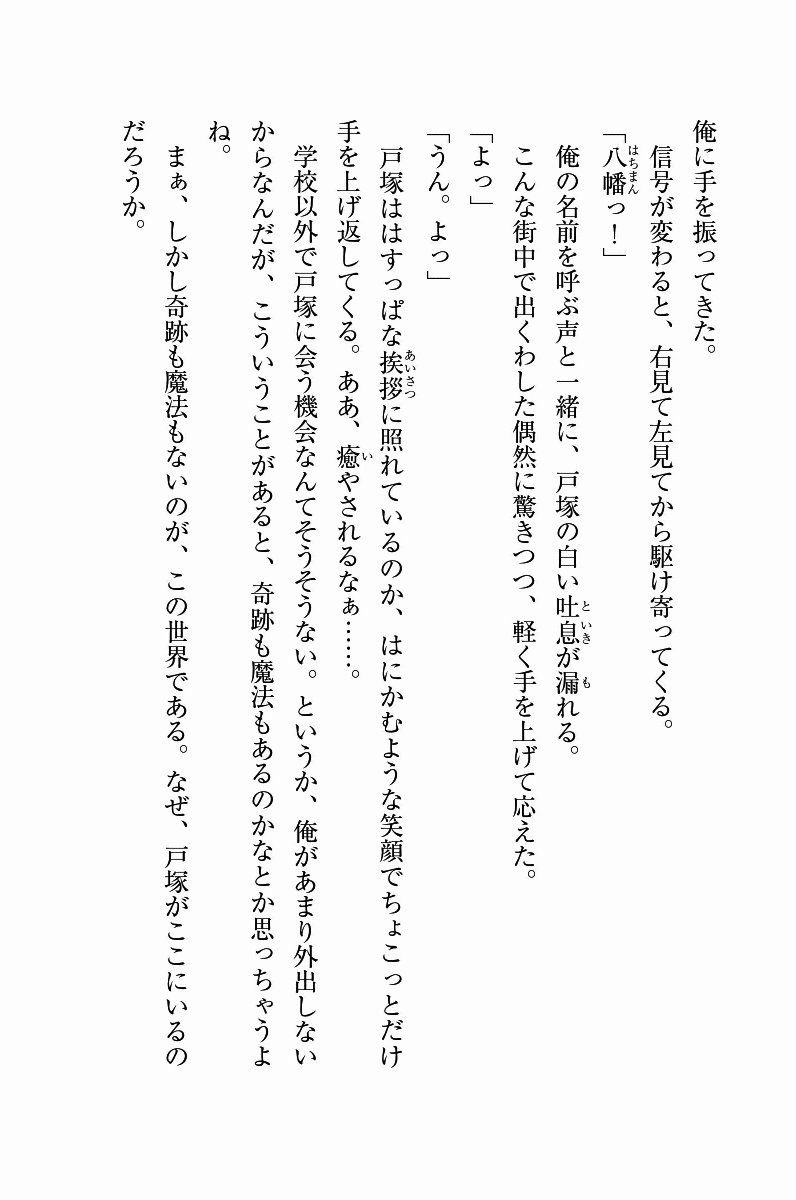 俺に手を振ってきた。
　信号が変わると、右見て左見てから駆け寄ってくる。
「八幡っ！」
　俺の名前を呼ぶ声と一緒に、戸塚の白い吐息が漏れる。
　こんな街中で出くわした偶然に驚きつつ、軽く手を上げて応えた。
「よっ」
「うん。よっ」
　戸塚ははすっぱな挨拶に照れているのか、はにかむような笑顔でちょこっとだけ
手を上げ返してくる。ああ、癒やされるなぁ……。
　学校以外で戸塚に会う機会なんてそうそうない。というか、俺があまり外出しない
からなんだが、こういうことがあると、奇跡も魔法もあるのかなとか思っちゃうよ
ね。
　まぁ、しかし奇跡も魔法もないのが、この世界である。なぜ、戸塚がここにいるの
だろうか。